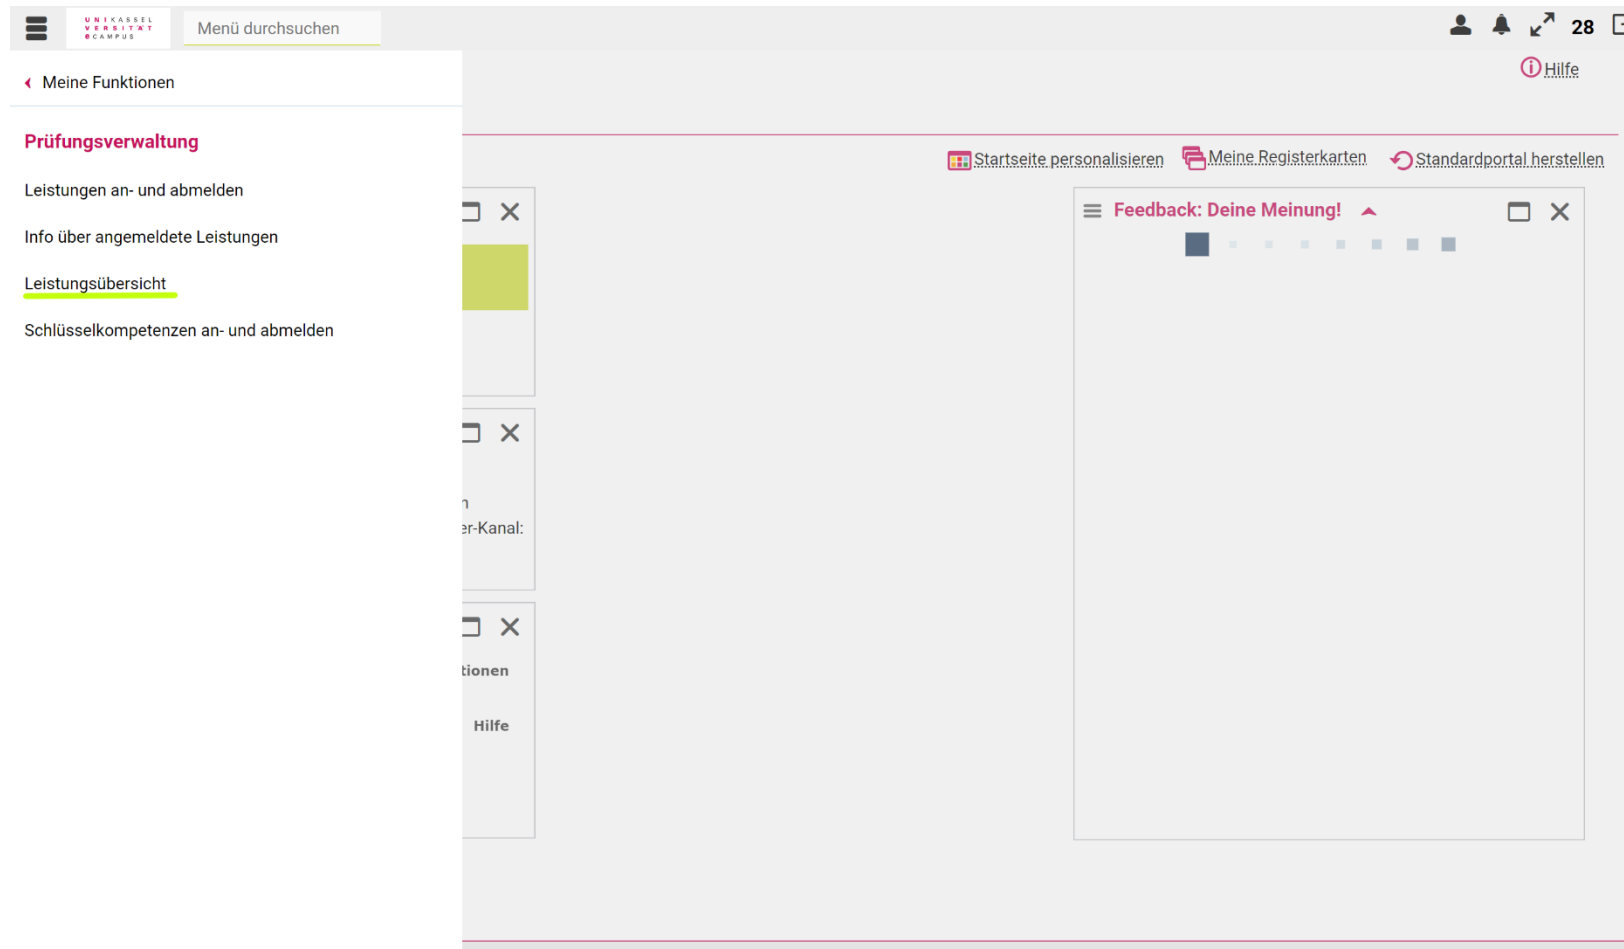 UNIKASSEL
VERSITÄT
eCAMPUS
Menü durchsuchen
28
Meine Funktionen
Hilfe
Prüfungsverwaltung
Startseite personalisieren
Meine Registerkarten
Standardportal herstellen
Leistungen an- und abmelden
Feedback: Deine Meinung!
Info über angemeldete Leistungen
Leistungsübersicht
Schlüsselkompetenzen an- und abmelden
n
er-Kanal:
tionen
Hilfe